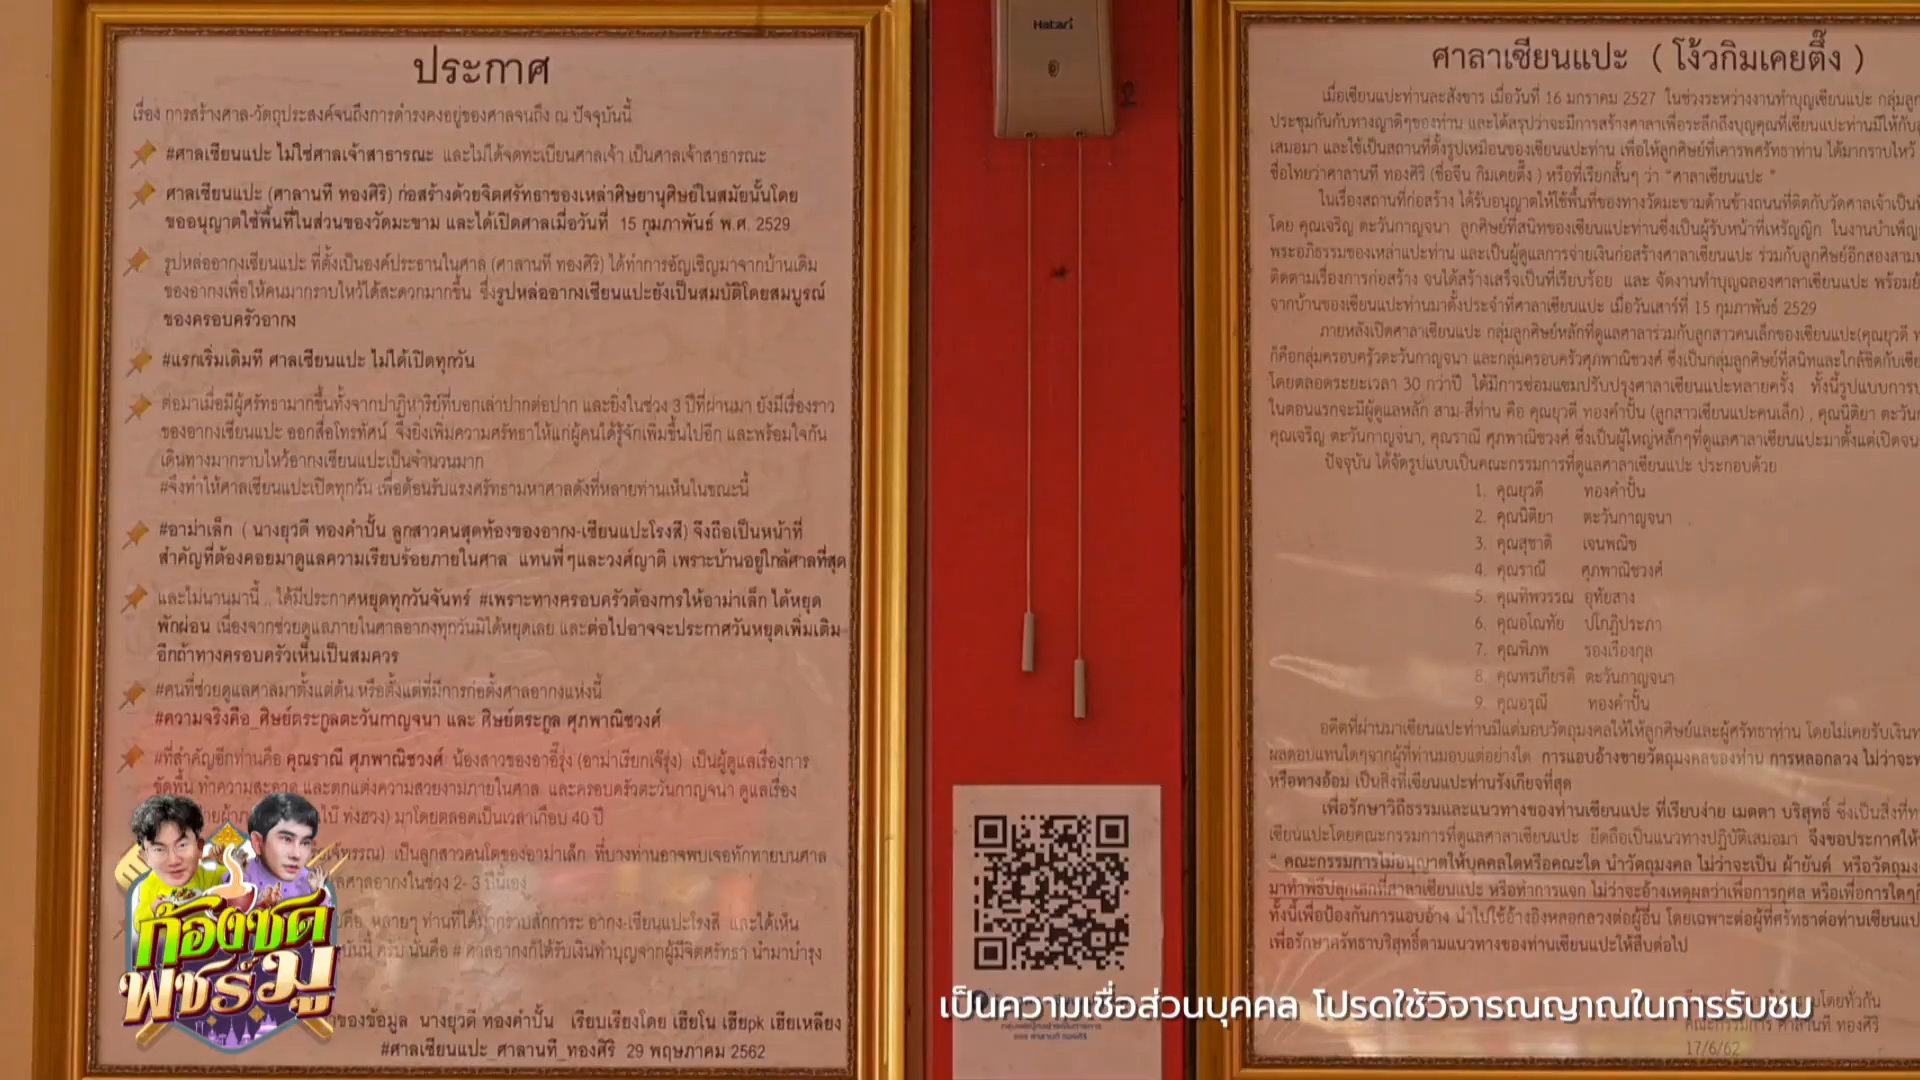 ประกาศ
เรื่อง การสร้างศาล-วัตถุประสงค์จนถึงการดำรงคงอยู่ของศาลจนถึง ณ ปัจจุบันนี้
#ศาลเซียนแปะ ไม่ใช่ศาลเจ้าสาธารณะ และไม่ได้จดทะเบียนศาลเจ้า เป็นศาลเจ้าสาธารณะ
ศาลเซียนแปะ (ศาลานที ทองศิริ) ก่อสร้างด้วยจิตศรัทธาของเหล่าศิษยานุศิษย์ในสมัยนั้นโดย
ขออนุญาตใช้พื้นที่ในส่วนของวัดมะขาม และได้เปิดศาลเมื่อวันที่ 15 กุมภาพันธ์ พ.ศ. 2529
รูปหล่ออากงเซียนแปะ ที่ตั้งเป็นองค์ประธานในศาล (ศาลานที ทองศิริ) ได้ทำการอัญเชิญมาจากบ้านเดิม
ของอากงเพื่อให้คนมากราบไหว้ได้สะดวกมากขึ้น ซึ่งรูปหล่ออากงเซียนแปะยังเป็นสมบัติโดยสมบูรณ์
ของครอบครัวอากง
#แรกเริ่มเดิมที ศาลเซียนแปะ ไม่ได้เปิดทุกวัน
ต่อมาเมื่อมีผู้ศรัทธามากขึ้นทั้งจากปาฏิหาริย์ที่บอกเล่าปากต่อปาก และยิ่งในช่วง 3 ปีที่ผ่านมา ยังมีเรื่องราว
ของอากงเซียนแปะ ออกสื่อโทรทัศน์ จึงยิ่งเพิ่มความศรัทธาให้แก่ผู้คนได้รู้จักเพิ่มขึ้นไปอีก และพร้อมใจกัน
เดินทางมากราบไหว้อากงเซียนแปะเป็นจำนวนมาก
#จึงทำให้ศาลเซียนแปะเปิดทุกวัน เพื่อต้อนรับแรงศรัทธามหาศาลดังที่หลายท่านเห็นในขณะนี้
#อาม่าเล็ก ( นางยุวดี ทองคำปั้น ลูกสาวคนสุดท้องของอากง-เซียนแปะโรงสี) จึงถือเป็นหน้าที่
สำคัญที่ต้องคอยมาดูแลความเรียบร้อยภายในศาล แทนพี่ๆและวงศ์ญาติ เพราะบ้านอยู่ใกล้ศาลที่สุด
และไม่นานมานี้ .. ได้มีประกาศหยุดทุกวันจันทร์ #เพราะทางครอบครัวต้องการให้อาม่าเล็ก ได้หยุด
พักผ่อน เนื่องจากช่วยดูแลภายในศาลอากงทุกวันมิได้หยุดเลย และต่อไปอาจจะประกาศวันหยุดเพิ่มเติม
อีกถ้าทางครอบครัวเห็นเป็นสมควร
#คนที่ช่วยดูแลศาลมาตั้งแต่ต้น หรือตั้งแต่ที่มีการก่อตั้งศาลอากงแห่งนี้
#ความจริงคือ_ศิษย์ตระกูลตะวันกาญจนา และ ศิษย์ตระกูล ศุภพาณิชวงศ์
#ที่สำคัญอีกท่านคือ คุณราณี ศุภพาณิชวงศ์ น้องสาวของอาอี๊รุ่ง (อาม่าเรียกเจ๊รุ่ง) เป็นผู้ดูแลเรื่องการ
ขัดพื้น ทำความสะอาด และตกแต่งความสวยงามภายในศาล และครอบครัวตะวันกาญจนา ดูแลเรื่อง
มาโดยตลอดเป็นเวลาเกือบ 40 ปี
เป็นลูกสาวคนโตของอาม่าเล็ก ที่บางท่านอาจพบเจอทักทายบนศาล
ศาลอากงในช่วง 2- 3 ปีนี้เอง
หลายๆ ท่านที่ได้มากราบสักการะ อากง-เซียนแปะโรงสี และได้เห็น
นั่นคือ # ศาลอากงก็ได้รับเงินทำบุญจากผู้มีจิตศรัทธา นำมาบำรุง
ของข้อมูล นางยุวดี ทองคำปั้น เรียบเรียงโดย เฮียโน เฮียpk เฮียเหลียง
#ศาลเซียนแปะ_ศาลานที_ทองศิริ 29 พฤษภาคม 2562
ก้องชด
พชร์มู
Hatari
2
เป็นความเชื่อส่วนบุคคล โปรดใช้วิจารณญาณในการรับชม
ศาลาเซียนแปะ ( โง้วกิมเคยตึ๊ง )
เมื่อเซียนแปะท่านละสังขาร เมื่อวันที่ 16 มกราคม 2527 ในช่วงระหว่างงานทำบุญเซียนแปะ กลุ่มลูก
ประชุมกันกับทางญาติๆของท่าน และได้สรุปว่าจะมีการสร้างศาลาเพื่อระลึกถึงบุญคุณที่เซียนแปะท่านมีให้กับ
เสมอมา และใช้เป็นสถานที่ตั้งรูปเหมือนของเซียนแปะท่าน เพื่อให้ลูกศิษย์ที่เคารพศรัทธาท่าน ได้มากราบไหว้
ชื่อไทยว่าศาลานที ทองศิริ (ชื่อจีน กิมเคยตึ๊ง ) หรือที่เรียกสั้นๆ ว่า "ศาลาเซียนแปะ "
ในเรื่องสถานที่ก่อสร้าง ได้รับอนุญาตให้ใช้พื้นที่ของทางวัดมะขามด้านข้างถนนที่ติดกับวัดศาลเจ้าเป็น
โดย คุณเจริญ ตะวันกาญจนา ลูกศิษย์ที่สนิทของเซียนแปะท่านซึ่งเป็นผู้รับหน้าที่เหรัญญิก ในงานบำเพ็ญ
พระอภิธรรมของเหล่าแปะท่าน และเป็นผู้ดูแลการจ่ายเงินก่อสร้างศาลาเซียนแปะ ร่วมกับลูกศิษย์อีกสองสาม
ติดตามเรื่องการก่อสร้าง จนได้สร้างเสร็จเป็นที่เรียบร้อย และ จัดงานทำบุญฉลองศาลาเซียนแปะ พร้อม
จากบ้านของเซียนแปะท่านมาตั้งประจำที่ศาลาเซียนแปะ เมื่อวันเสาร์ที่ 15 กุมภาพันธ์ 2529
ภายหลังเปิดศาลาเซียนแปะ กลุ่มลูกศิษย์หลักที่ดูแลศาลาร่วมกับลูกสาวคนเล็กของเซียนแปะ(คุณยุวดี
ก็คือกลุ่มครอบครัวตะวันกาญจนา และกลุ่มครอบครัวศุภพาณิชวงศ์ ซึ่งเป็นกลุ่มลูกศิษย์ที่สนิทและใกล้ชิดกับ
โดยตลอดระยะเวลา 30 กว่าปี ได้มีการซ่อมแซมปรับปรุงศาลาเซียนแปะหลายครั้ง ทั้งนี้รูปแบบการ
ในตอนแรกจะมีผู้ดูแลหลัก สาม-สี่ท่าน คือ คุณยุวดี ทองคำปั้น (ลูกสาวเซียนแปะคนเล็ก) , คุณนิติยา
คุณเจริญ ตะวันกาญจนา, คุณราณี ศุภพาณิชวงศ์ ซึ่งเป็นผู้ใหญ่หลักๆที่ดูแลศาลาเซียนแปะมาตั้งแต่เปิด
ปัจจุบัน ได้จัดรูปแบบเป็นคณะกรรมการที่ดูแลศาลาเซียนแปะ ประกอบด้วย
1. คุณยุวดี ทองคำปั้น
2. คุณนิติยา ตะวันกาญจนา
3. คุณสุชาติ เจนพณิช
4. คุณราณี ศุภพาณิชวงศ์
5. คุณทิพวรรณ อุทัยสาง
6. คุณอโณทัย ปโกฏิประภา
7. คุณพิภพ รองเรืองกุล
8. คุณพรเกียรติ ตะวันกาญจนา
9. คุณอรุณี ทองคำปั้น
อดีตที่ผ่านมาเซียนแปะท่านมีแต่มอบวัตถุมงคลให้ให้ลูกศิษย์และผู้ศรัทธาท่าน โดยไม่เคยรับเงิน
ผลตอบแทนใดๆจากผู้ที่ท่านมอบแต่อย่างใด การแอบอ้างขายวัตถุมงคลของท่าน การหลอกลวง ไม่ว่าจะ
หรือทางอ้อม เป็นสิ่งที่เซียนแปะท่านรังเกียจที่สุด
เพื่อรักษาวิถีธรรมและแนวทางของท่านเซียนแปะ ที่เรียบง่าย เมตตา บริสุทธิ์ ซึ่งเป็นสิ่งที่
เซียนแปะโดยคณะกรรมการที่ดูแลศาลาเซียนแปะ ยึดถือเป็นแนวทางปฏิบัติเสมอมา จึงขอประกาศให้
" คณะกรรมการไม่อนุญาตให้บุคคลใดหรือคณะใด นำวัตถุมงคล ไม่ว่าจะเป็น ผ้ายันต์ หรือวัตถุมงคล
มาทำพิธีปลุกเสกที่ศาลาเซียนแปะ หรือทำการแจก ไม่ว่าจะอ้างเหตุผลว่าเพื่อการกุศล หรือเพื่อการใด
ทั้งนี้เพื่อป้องกันการแอบอ้าง นำไปใช้อ้างอิงหลอกลวงต่อผู้อื่น โดยเฉพาะต่อผู้ที่ศรัทธาต่อท่านเซียนแปะ
เพื่อรักษาศรัทธาบริสุทธิ์ตามแนวทางของท่านเซียนแปะให้สืบต่อไป
โดยทั่วกัน
คณะกรรมการ ศาลานที ทองศิริ
17/6/62